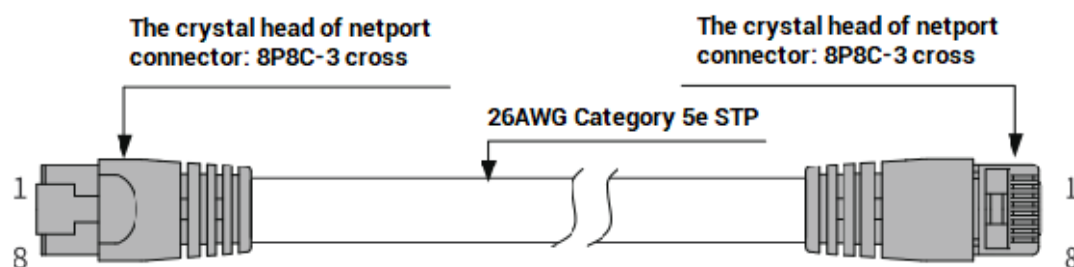 The crystal head of netport
connector: 8P8C-3 cross
The crystal head of netport
connector: 8P8C-3 cross
26AWG Category 5e STP
1
8
1
8